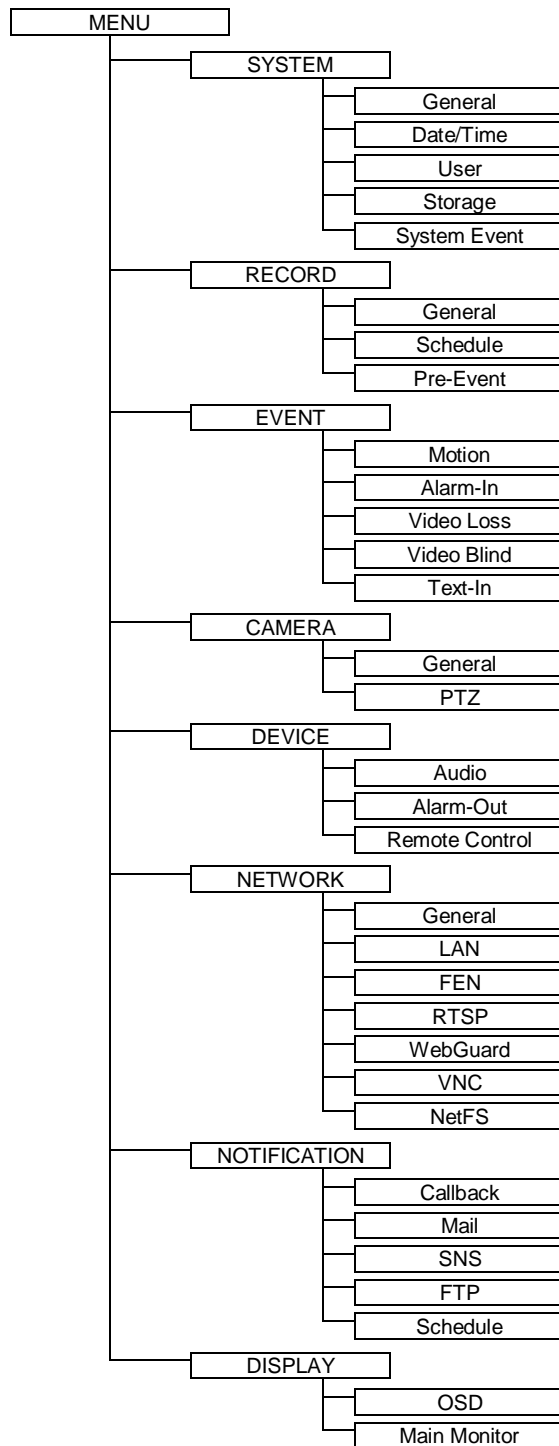 MENU
SYSTEM
General
Date/Time
User
Storage
System Event
RECORD
General
Schedule
Pre-Event
EVENT
Motion
Alarm-In
Video Loss
Video Blind
Text-In
CAMERA
General
PTZ
DEVICE
Audio
Alarm-Out
Remote Control
NETWORK
General
LAN
FEN
RTSP
WebGuard
VNC
NetFS
NOTIFICATION
Callback
Mail
SNS
FTP
Schedule
DISPLAY
OSD
Main Monitor